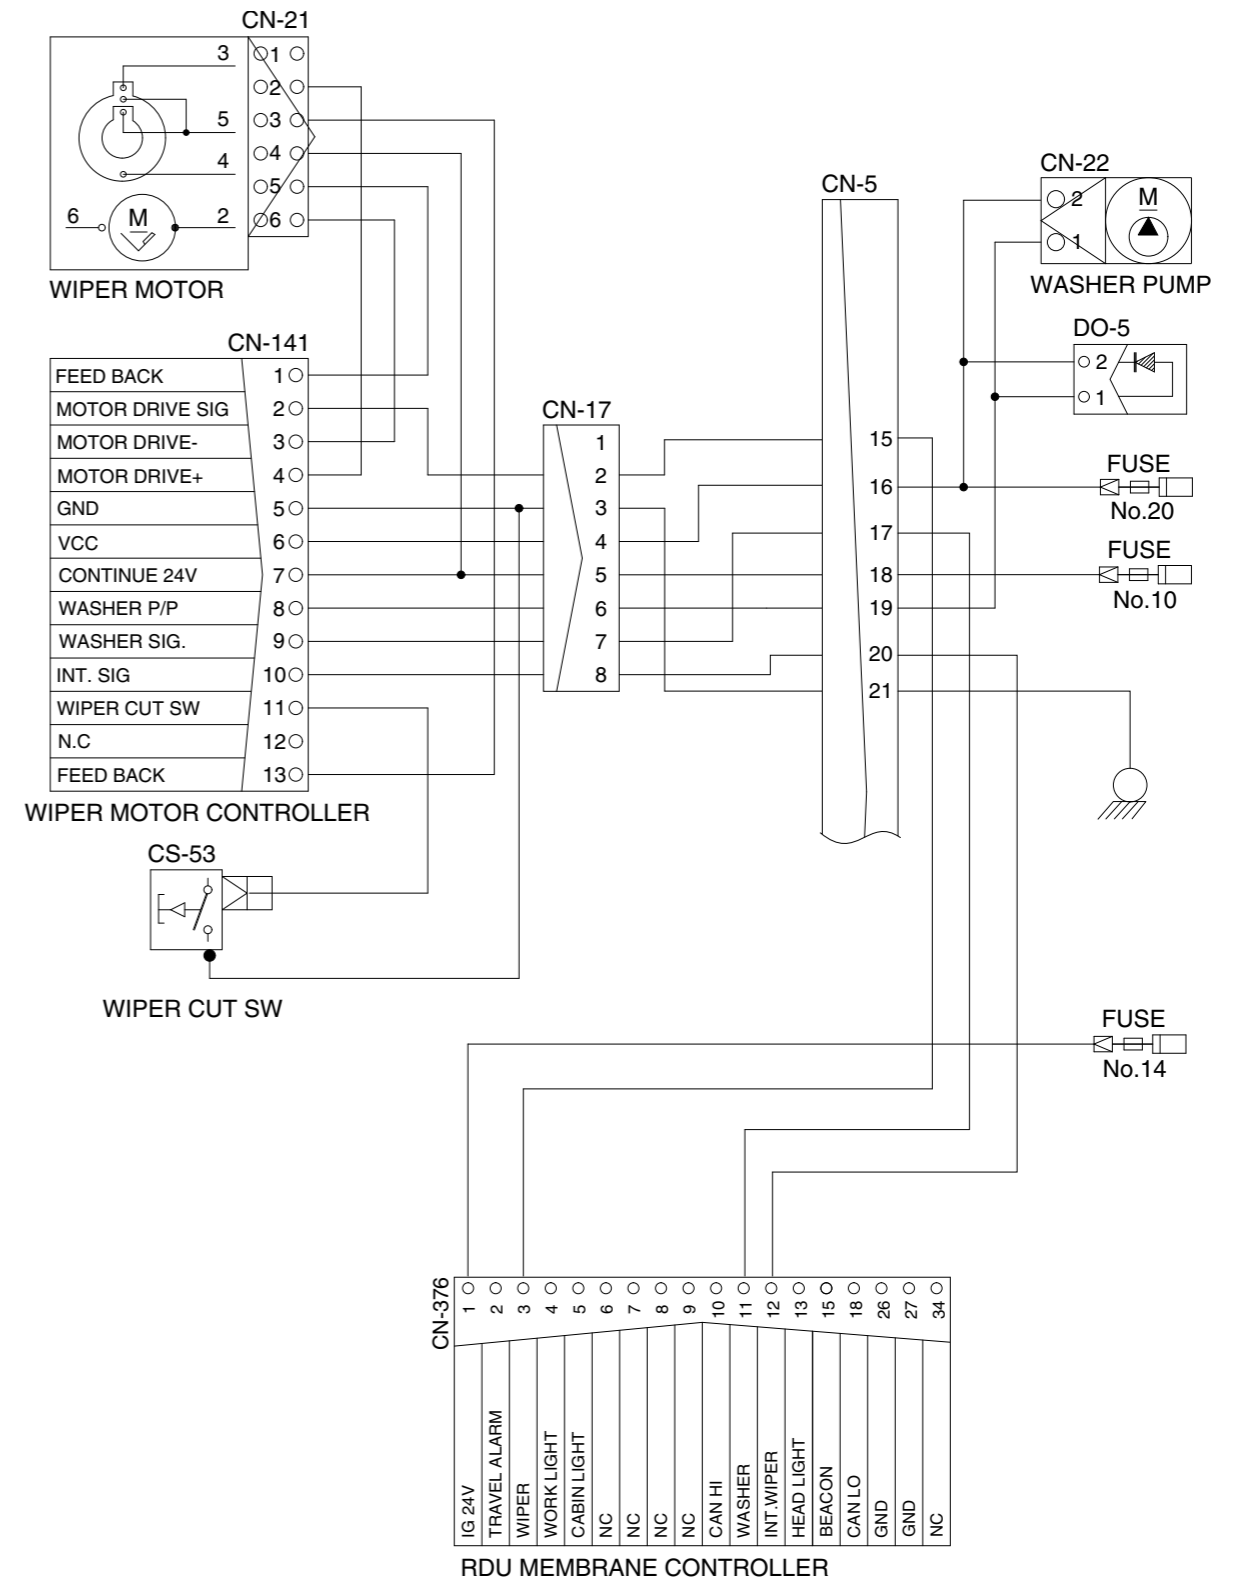 CN-21
3
5
4
6
M
2
1
2
3
4
5
6
WIPER MOTOR
CN-141
FEED BACK 1
MOTOR DRIVE SIG 2
MOTOR DRIVE- 3
MOTOR DRIVE+ 4
GND 5
VCC 6
CONTINUE 24V 7
WASHER P/P 8
WASHER SIG. 9
INT. SIG 10
WIPER CUT SW 11
N.C 12
FEED BACK 13
WIPER MOTOR CONTROLLER
CS-53
WIPER CUT SW
CN-17
1
2
3
4
5
6
7
8
CN-5
15
16
17
18
19
20
21
CN-22
2
1
M
WASHER PUMP
DO-5
2
1
FUSE
No.20
FUSE
No.10
FUSE
No.14
CN-376
1 2 3 4 5 6 7 8 9 10 11 12 13 15 18 26 27 34
IG 24V
TRAVEL ALARM
WIPER
WORK LIGHT
CABIN LIGHT
NC
NC
NC
NC
CAN HI
WASHER
INT.WIPER
HEAD LIGHT
BEACON
CAN LO
GND
GND
NC
RDU MEMBRANE CONTROLLER